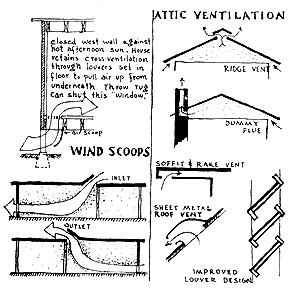 closed west wall against
hot afternoon sun. House
retains cross-ventilation
through louvers set in
floor to pull air up from
underneath. Throw rug
can shut this "window."
Air Scoop
WIND SCOOPS
INLET
OUTLET
ATTIC VENTILATION
RIDGE VENT
DUMMY
FLUE
SOFFIT & RAKE VENT
SHEET METAL
ROOF VENT
IMPROVED
LOUVER DESIGN